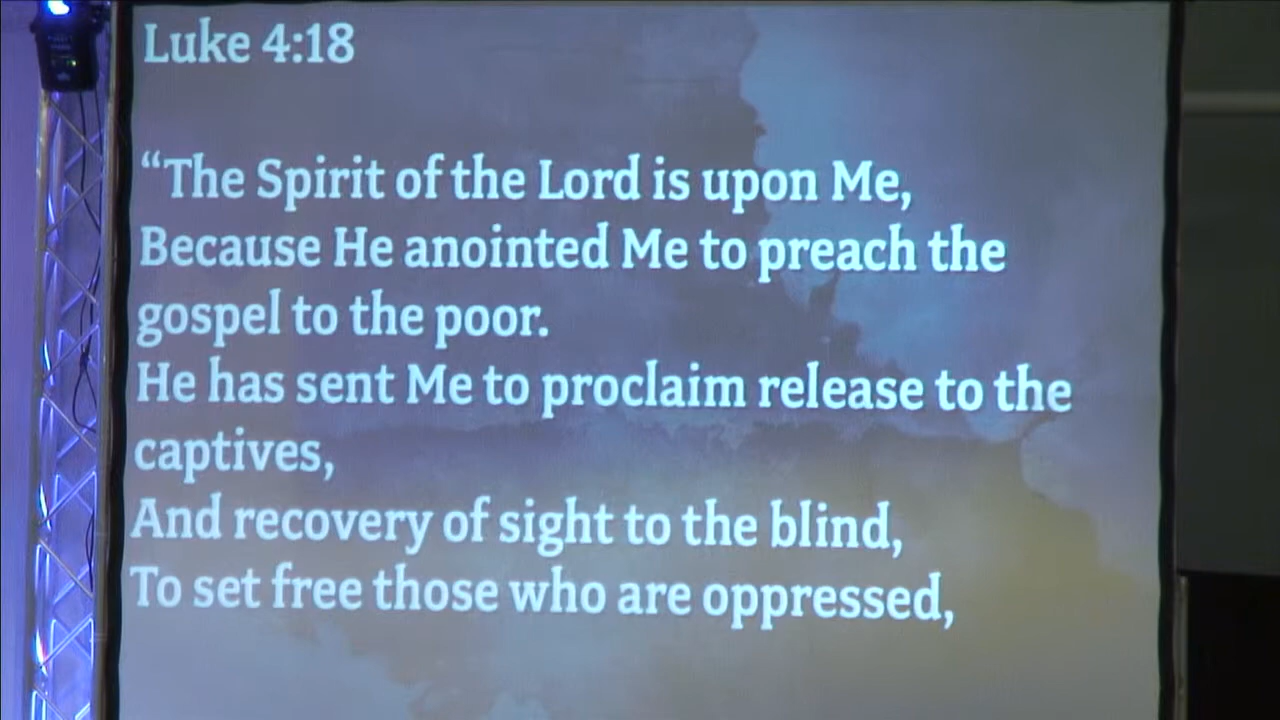 Luke 4:18
“The Spirit of the Lord is upon Me,
Because He anointed Me to preach the
gospel to the poor.
He has sent Me to proclaim release to the
captives,
And recovery of sight to the blind,
To set free those who are oppressed,